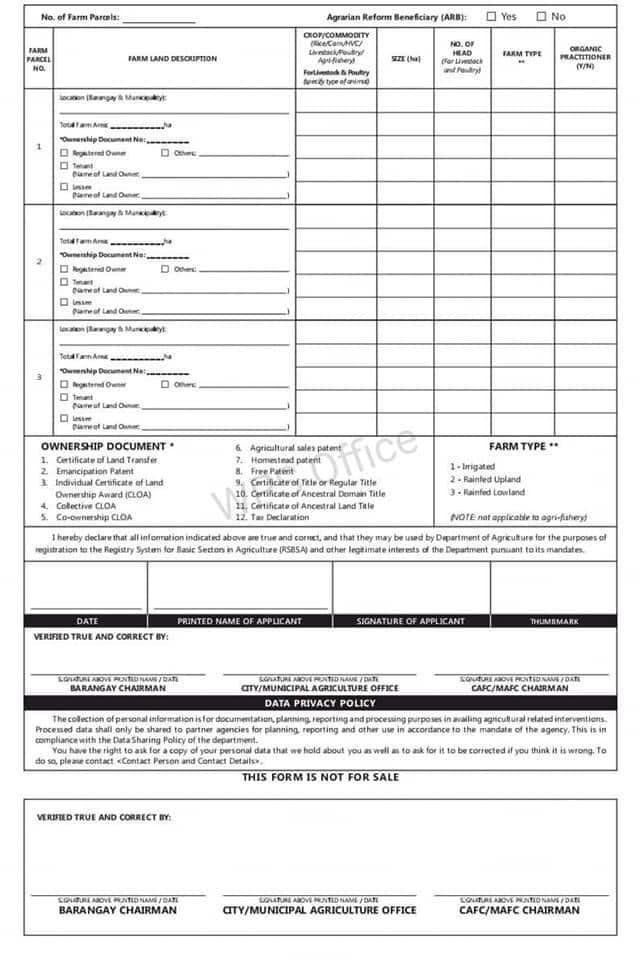 No. of Farm Parcels:
Agrarian Reform Beneficiary (ARB): Yes No
FARM PARCEL NO.
FARM LAND DESCRIPTION
CROP/COMMODITY
(Rice/Corn/HVC/
Livestock/Poultry/
Agri-fishery)
For Livestock & Poultry
(specify type of animal)
SIZE (ha)
NO. OF HEAD
(For Livestock and Poultry)
FARM TYPE
**
ORGANIC PRACTITIONER
(Y/N)
1
Location (Barangay & Municipality):
Total Farm Area: __________ha
*Ownership Document No: ________
Registered Owner Others:
Tenant
(Name of Land Owner: )
Lessee
(Name of Land Owner: )
2
Location (Barangay & Municipality):
Total Farm Area: __________ha
*Ownership Document No: ________
Registered Owner Others:
Tenant
(Name of Land Owner: )
Lessee
(Name of Land Owner: )
3
Location (Barangay & Municipality):
Total Farm Area: __________ha
*Ownership Document No: ________
Registered Owner Others:
Tenant
(Name of Land Owner: )
Lessee
(Name of Land Owner: )
OWNERSHIP DOCUMENT *
1. Certificate of Land Transfer
2. Emancipation Patent
3. Individual Certificate of Land
Ownership Award (CLOA)
4. Collective CLOA
5. Co-ownership CLOA
6. Agricultural sales patent
7. Homestead patent
8. Free Patent
9. Certificate of Title or Regular Title
10. Certificate of Ancestral Domain Title
11. Certificate of Ancestral Land Title
12. Tax Declaration
FARM TYPE **
1 - Irrigated
2 - Rainfed Upland
3 - Rainfed Lowland
(NOTE: not applicable to agri-fishery)
Office
I hereby declare that all information indicated above are true and correct, and that they may be used by Department of Agriculture for the purposes of
registration to the Registry System for Basic Sectors in Agriculture (RSBSA) and other legitimate interests of the Department pursuant to its mandates.
DATE PRINTED NAME OF APPLICANT SIGNATURE OF APPLICANT THUMBMARK
VERIFIED TRUE AND CORRECT BY:
SIGNATURE ABOVE PRINTED NAME / DATE SIGNATURE ABOVE PRINTED NAME / DATE SIGNATURE ABOVE PRINTED NAME / DATE
BARANGAY CHAIRMAN CITY/MUNICIPAL AGRICULTURE OFFICE CAFC/MAFC CHAIRMAN
DATA PRIVACY POLICY
The collection of personal information is for documentation, planning, reporting and processing purposes in availing agricultural related interventions.
Processed data shall only be shared to partner agencies for planning, reporting and other use in accordance to the mandate of the agency. This is in
compliance with the Data Sharing Policy of the department.
You have the right to ask for a copy of your personal data that we hold about you as well as to ask for it to be corrected if you think it is wrong. To
do so, please contact <Contact Person and Contact Details>.
THIS FORM IS NOT FOR SALE
VERIFIED TRUE AND CORRECT BY:
SIGNATURE ABOVE PRINTED NAME / DATE SIGNATURE ABOVE PRINTED NAME / DATE SIGNATURE ABOVE PRINTED NAME / DATE
BARANGAY CHAIRMAN CITY/MUNICIPAL AGRICULTURE OFFICE CAFC/MAFC CHAIRMAN